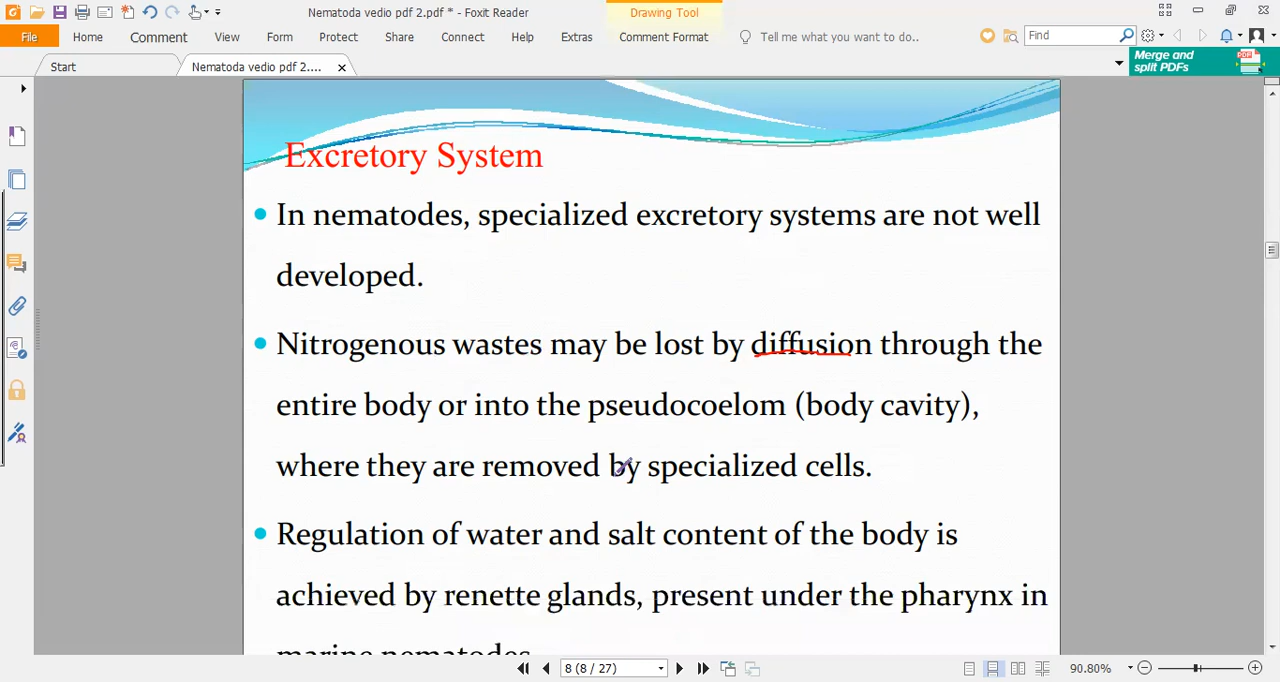 Nematoda vedio pdf 2.pdf * - Foxit Reader
Drawing Tool
File Home Comment View Form Protect Share Connect Help Extras Comment Format Tell me what you want to do.. Find
Start Nematoda vedio pdf 2....
Merge and
split PDFs
Excretory System
In nematodes, specialized excretory systems are not well
developed.
Nitrogenous wastes may be lost by diffusion through the
entire body or into the pseudocoelom (body cavity),
where they are removed by specialized cells.
Regulation of water and salt content of the body is
achieved by renette glands, present under the pharynx in
marine nematodes.
8 (8 / 27) 90.80%